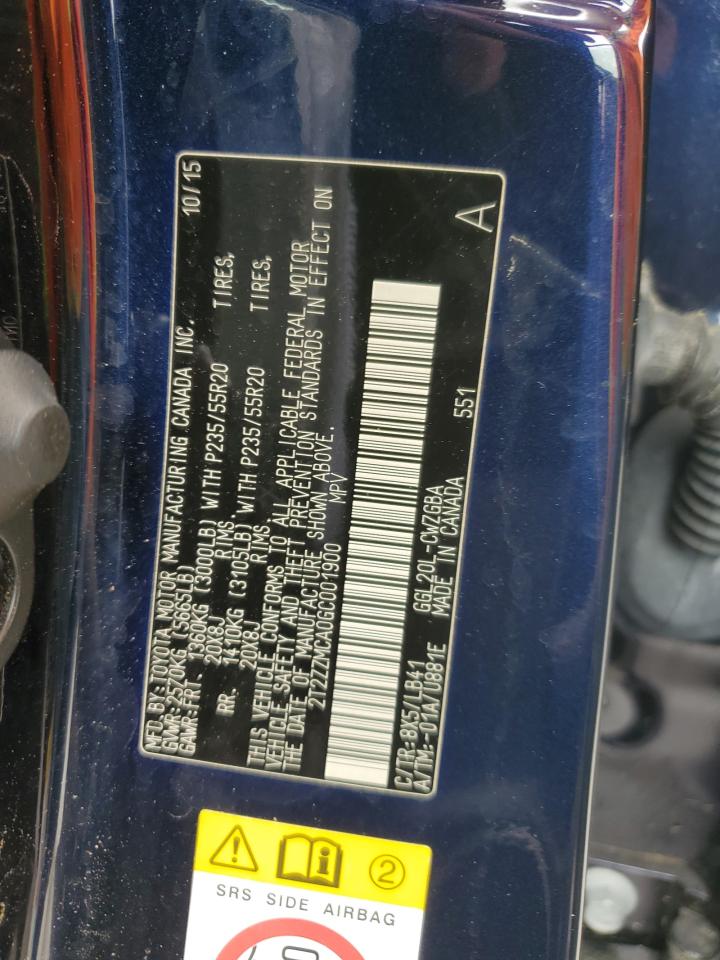 MFD.BY:TOYOTA MOTOR MANUFACTURING CANADA INC. 10/15
GVWR:2570KG (5665LB)
GAWR:FRT. 1360KG (3000LB) WITH P235/55R20 TIRES,
20X8J RIMS
RR. 1410KG (3105LB) WITH P235/55R20 TIRES,
20X8J RIMS
THIS VEHICLE CONFORMS TO ALL APPLICABLE FEDERAL MOTOR
VEHICLE SAFETY AND THEFT PREVENTION STANDARDS IN EFFECT ON
THE DATE OF MANUFACTURE SHOWN ABOVE.
2T2ZZMCA0GC001900 MPV
C/TR:8X5/LB41 GGL20L-CWZGBA
A/TM:-01A/U881E MADE IN CANADA 551 A
2
SRS SIDE AIRBAG